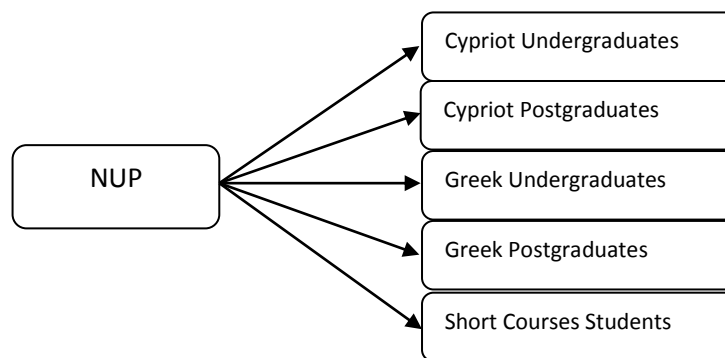 NUP
Cypriot Undergraduates
Cypriot Postgraduates
Greek Undergraduates
Greek Postgraduates
Short Courses Students